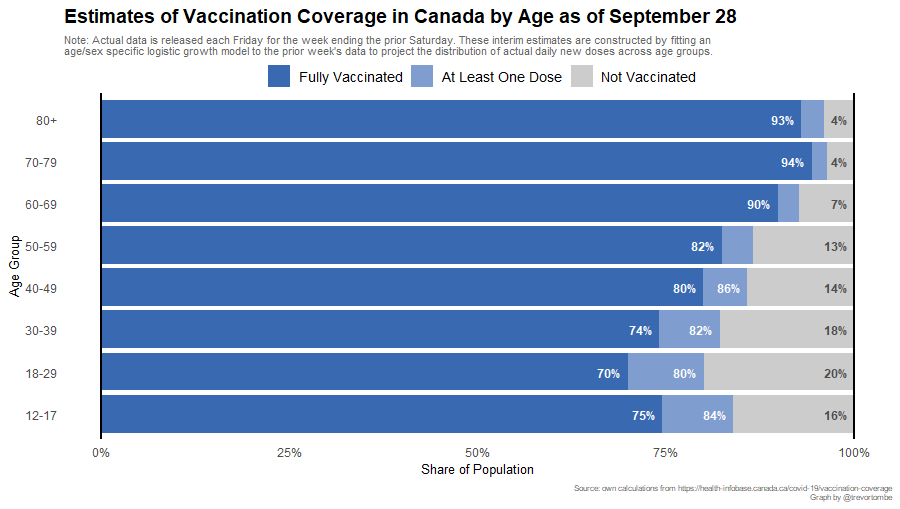 Estimates of Vaccination Coverage in Canada by Age as of September 28
Note: Actual data is released each Friday for the week ending the prior Saturday. These interim estimates are constructed by fitting an
age/sex specific logistic growth model to the prior week's data to project the distribution of actual daily new doses across age groups.
Fully Vaccinated At Least One Dose Not Vaccinated
Age Group
80+ 93% 4%
70-79 94% 4%
60-69 90% 7%
50-59 82% 13%
40-49 80% 86% 14%
30-39 74% 82% 18%
18-29 70% 80% 20%
12-17 75% 84% 16%
0% 25% 50% 75% 100%
Share of Population
Source: own calculations from https://health-infobase.canada.ca/covid-19/vaccination-coverage
Graph by @trevortombe